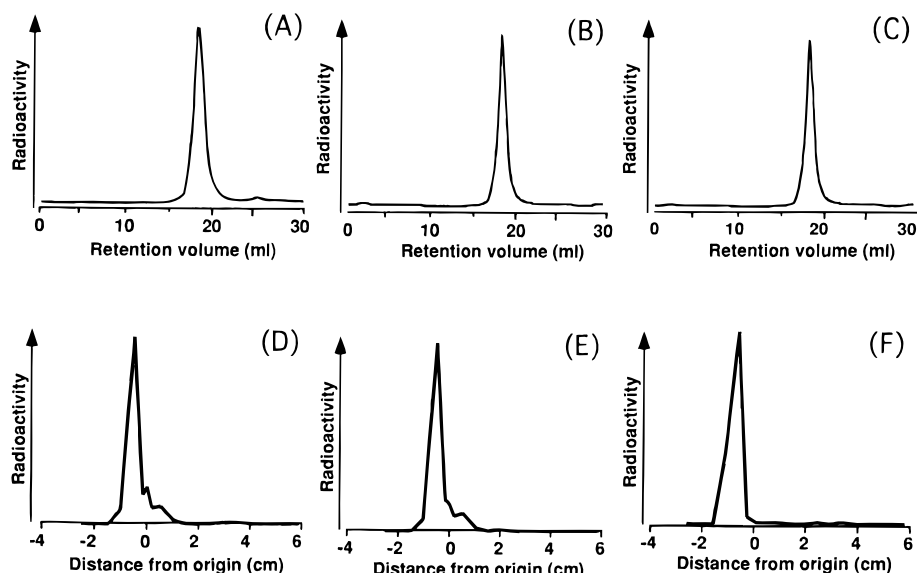 (A)
(B)
(C)
Radioactivity
Radioactivity
Radioactivity
0 10 20 30
0 10 20 30
0 10 20 30
Retention volume (ml)
Retention volume (ml)
Retention volume (ml)
(D)
(E)
(F)
Radioactivity
Radioactivity
Radioactivity
-4 -2 0 2 4 6
-4 -2 0 2 4 6
-4 -2 0 2 4 6
Distance from origin (cm)
Distance from origin (cm)
Distance from origin (cm)